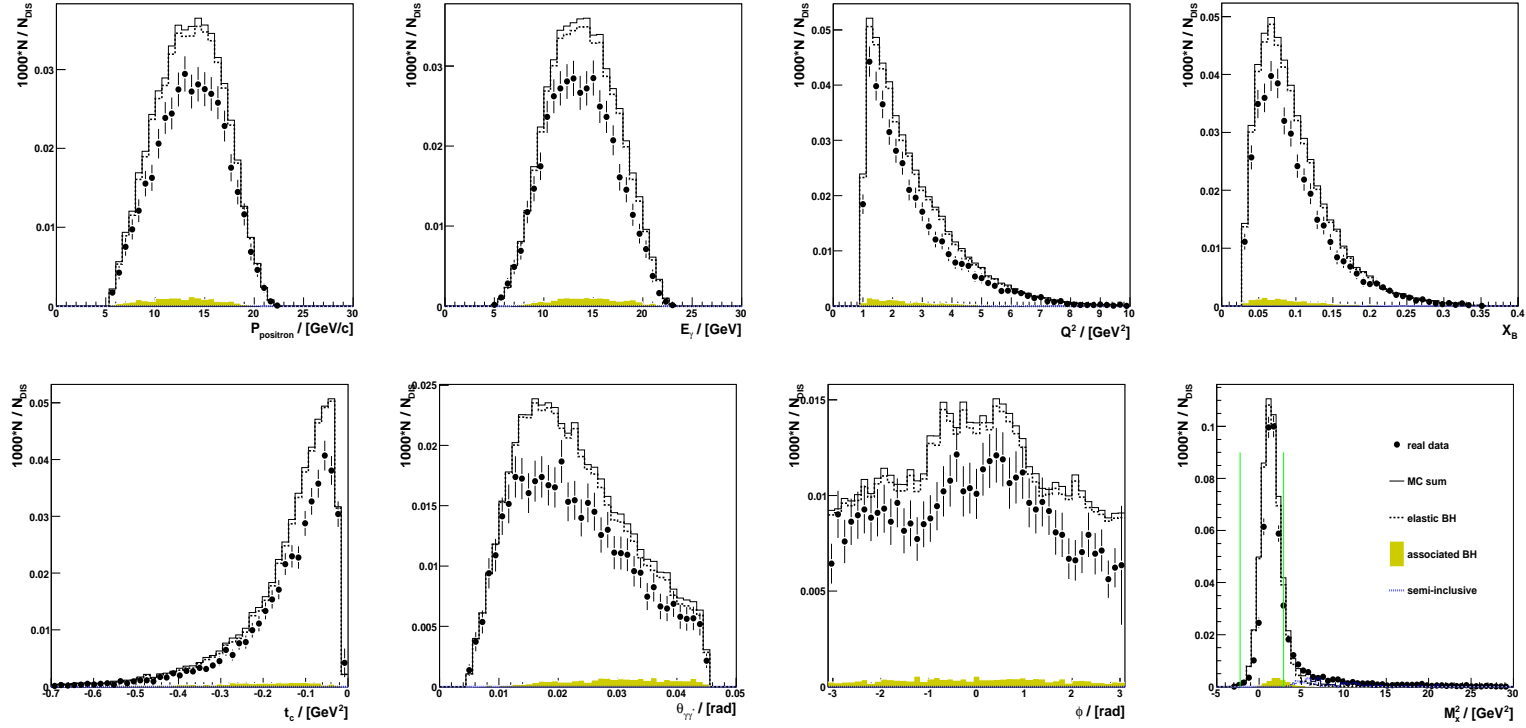 1000*N / N_DIS
0.03
0.02
0.01
0
0 5 10 15 20 25 30
P_positron / [GeV/c]
1000*N / N_DIS
0.03
0.02
0.01
0
0 5 10 15 20 25 30
E_γ / [GeV]
1000*N / N_DIS
0.05
0.04
0.03
0.02
0.01
0
0 1 2 3 4 5 6 7 8 9 10
Q² / [GeV²]
1000*N / N_DIS
0.05
0.04
0.03
0.02
0.01
0
0 0.05 0.1 0.15 0.2 0.25 0.3 0.35 0.4
X_B
1000*N / N_DIS
0.05
0.04
0.03
0.02
0.01
0
-0.7 -0.6 -0.5 -0.4 -0.3 -0.2 -0.1 0
t_c / [GeV²]
1000*N / N_DIS
0.025
0.02
0.015
0.01
0.005
0
0 0.01 0.02 0.03 0.04 0.05
θ_γγ* / [rad]
1000*N / N_DIS
0.015
0.01
0.005
0
-3 -2 -1 0 1 2 3
ϕ / [rad]
1000*N / N_DIS
0.1
0.08
0.06
0.04
0.02
0
-5 0 5 10 15 20 25 30
M_x² / [GeV²]
real data
MC sum
elastic BH
associated BH
semi-inclusive